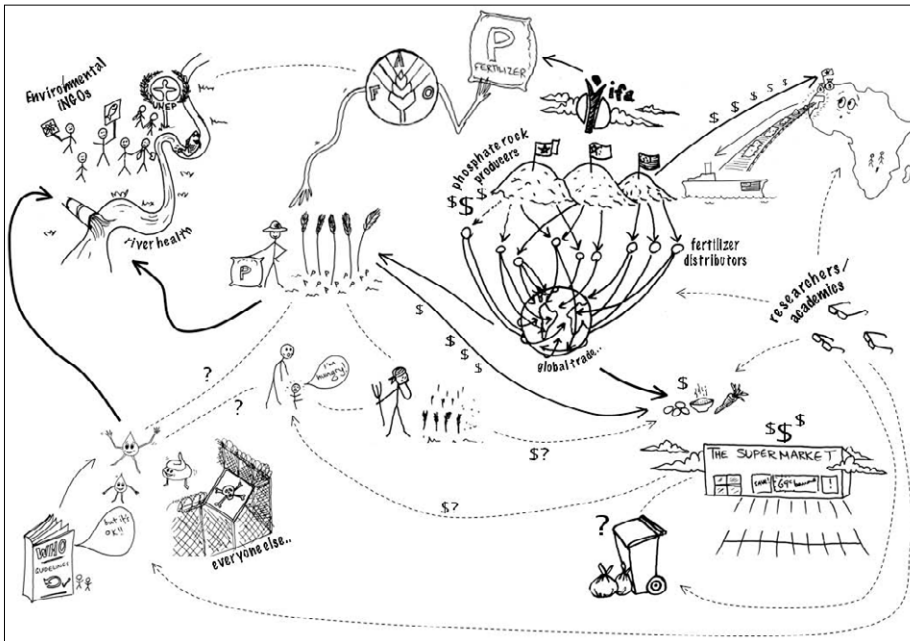 Environmental
iNGOs
UNEP
river health
F A O
P
FERTILIZER
ifa
phosphate rock
producers
$ $ $ $ $
$$$
fertilizer
distributors
global trade..
researchers/
academics
P
$
$
$
?
?
I'm
hungry!
$
$?
$?
$$$
THE SUPERMARKET
69¢
!
?
but it's
OK!!
WHO
GUIDELINES
everyone else..